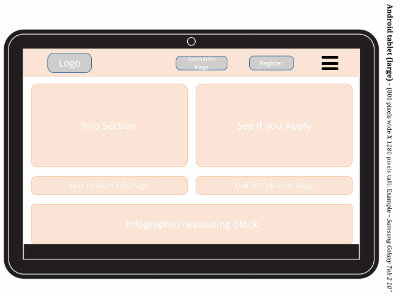 Logo
Loan Info
Page
Register
Info Section
See if you Apply
Link to Loan Info Page
Link to Calculate Page
Infographic/reassuring block
Android tablet (large) - (800 pixels wide X 1280 pixels tall) Example - Samsung Galaxy Tab 2 10"